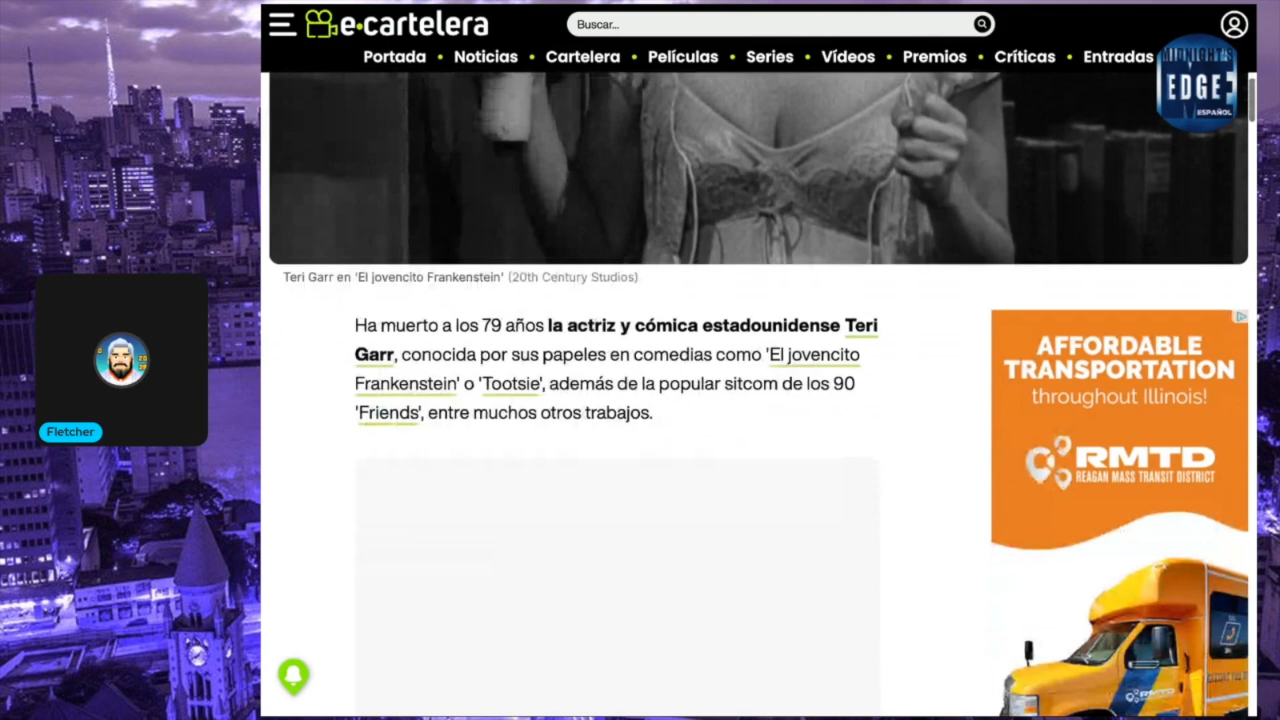 e·cartelera
Buscar...
Portada • Noticias • Cartelera • Películas • Series • Vídeos • Premios • Críticas • Entradas
MIDNIGHT'S
EDGE
ESPAÑOL
Teri Garr en 'El jovencito Frankenstein' (20th Century Studios)
Ha muerto a los 79 años la actriz y cómica estadounidense Teri
Garr, conocida por sus papeles en comedias como 'El jovencito
Frankenstein' o 'Tootsie', además de la popular sitcom de los 90
'Friends', entre muchos otros trabajos.
Fletcher
AFFORDABLE
TRANSPORTATION
throughout Illinois!
RMTD
REAGAN MASS TRANSIT DISTRICT
RMTD